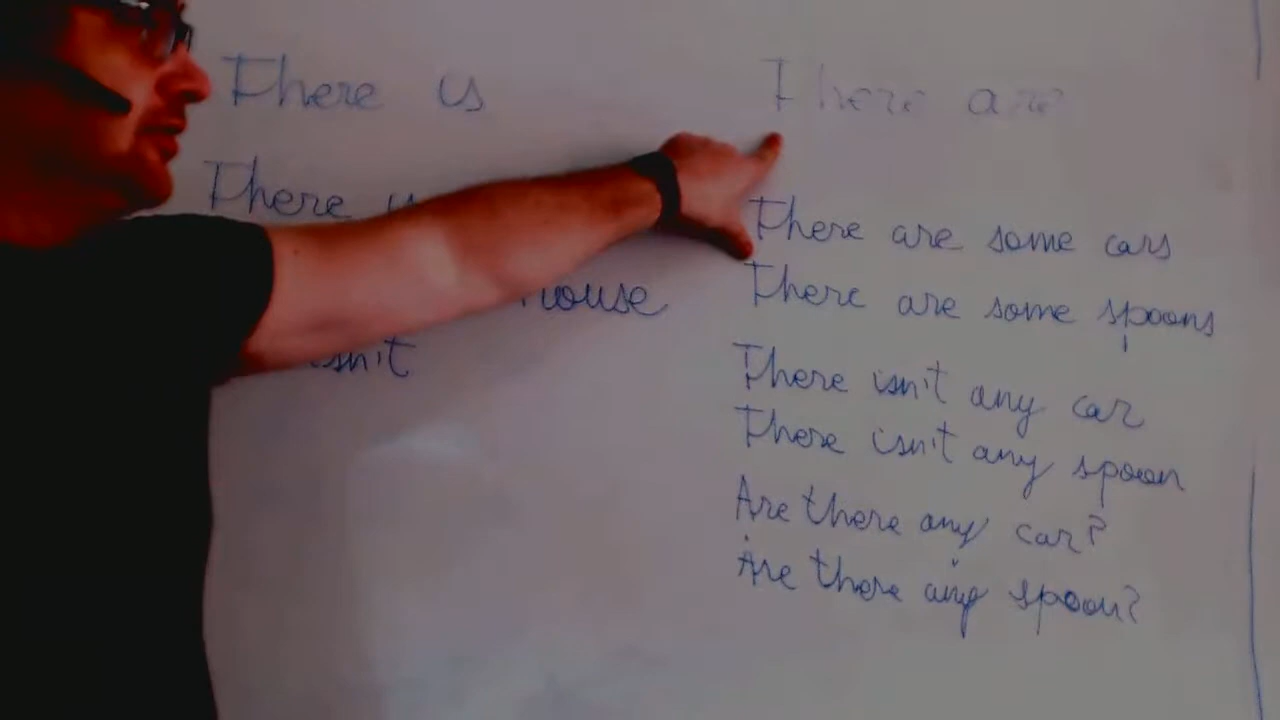 There is
There
house
isn't
There are
There are some cars
There are some spoons
There isn't any car
There isn't any spoon
Are there any car?
Are there any spoon?